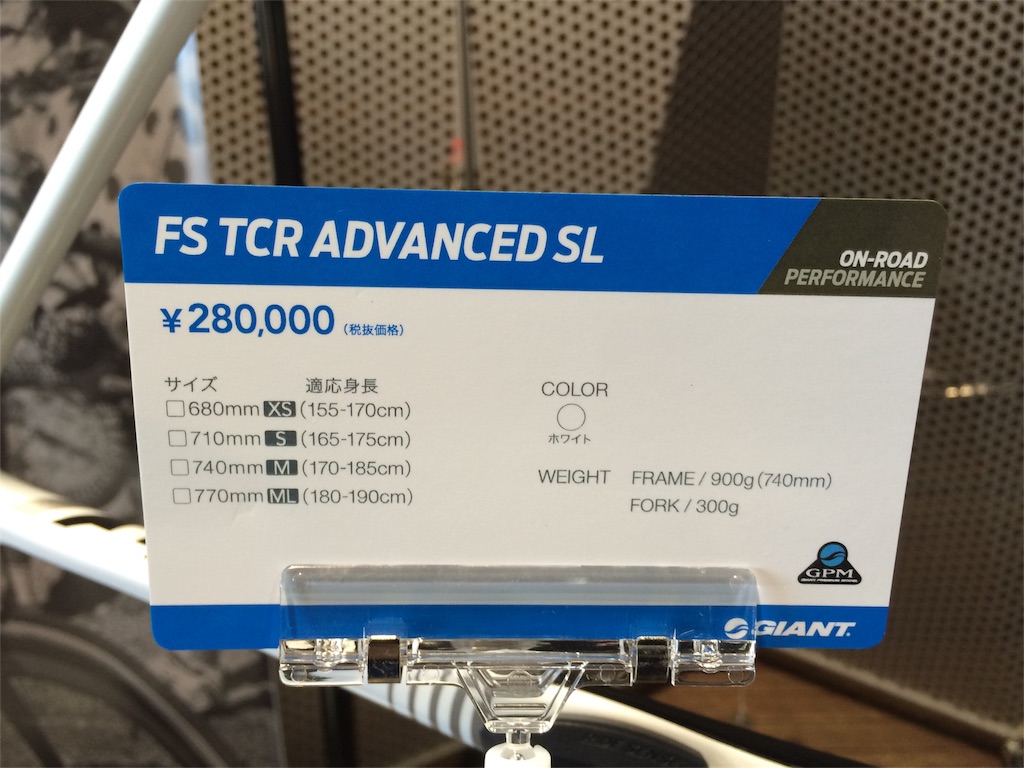 FS TCR ADVANCED SL
ON-ROAD
PERFORMANCE
¥280,000 (税抜価格)
サイズ 適応身長
□680mm XS (155-170cm)
□710mm S (165-175cm)
□740mm M (170-185cm)
□770mm ML (180-190cm)
COLOR
ホワイト
WEIGHT FRAME / 900g(740mm)
FORK / 300g
GPM
GIANT